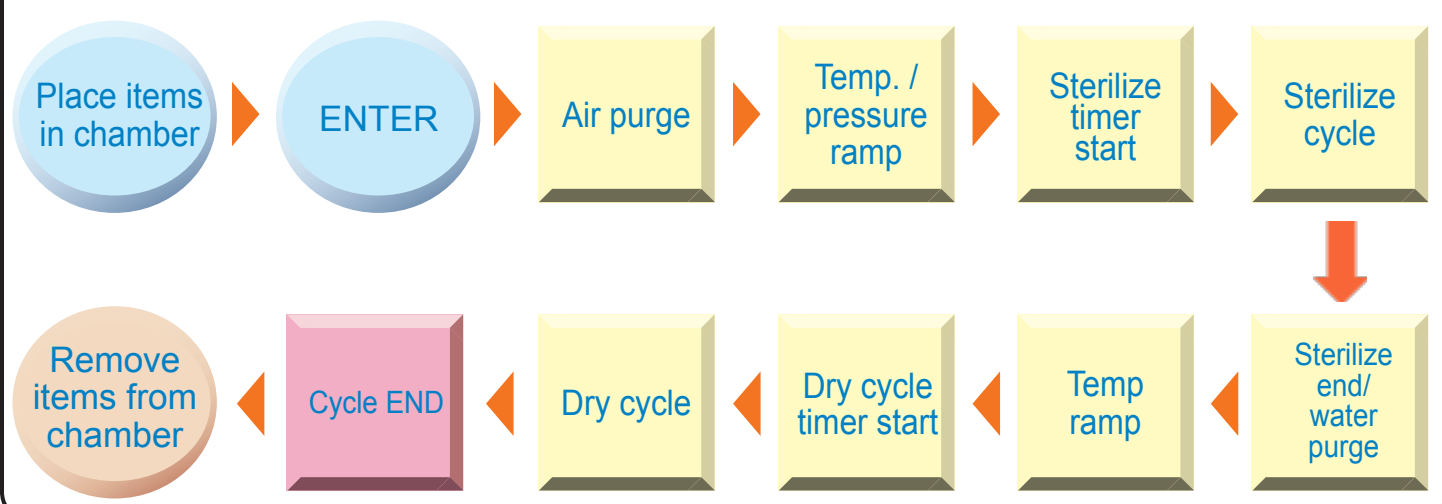 Place items
in chamber
ENTER
Air purge
Temp. /
pressure
ramp
Sterilize
timer
start
Sterilize
cycle
Sterilize
end/
water
purge
Temp
ramp
Dry cycle
timer start
Dry cycle
Cycle END
Remove
items from
chamber